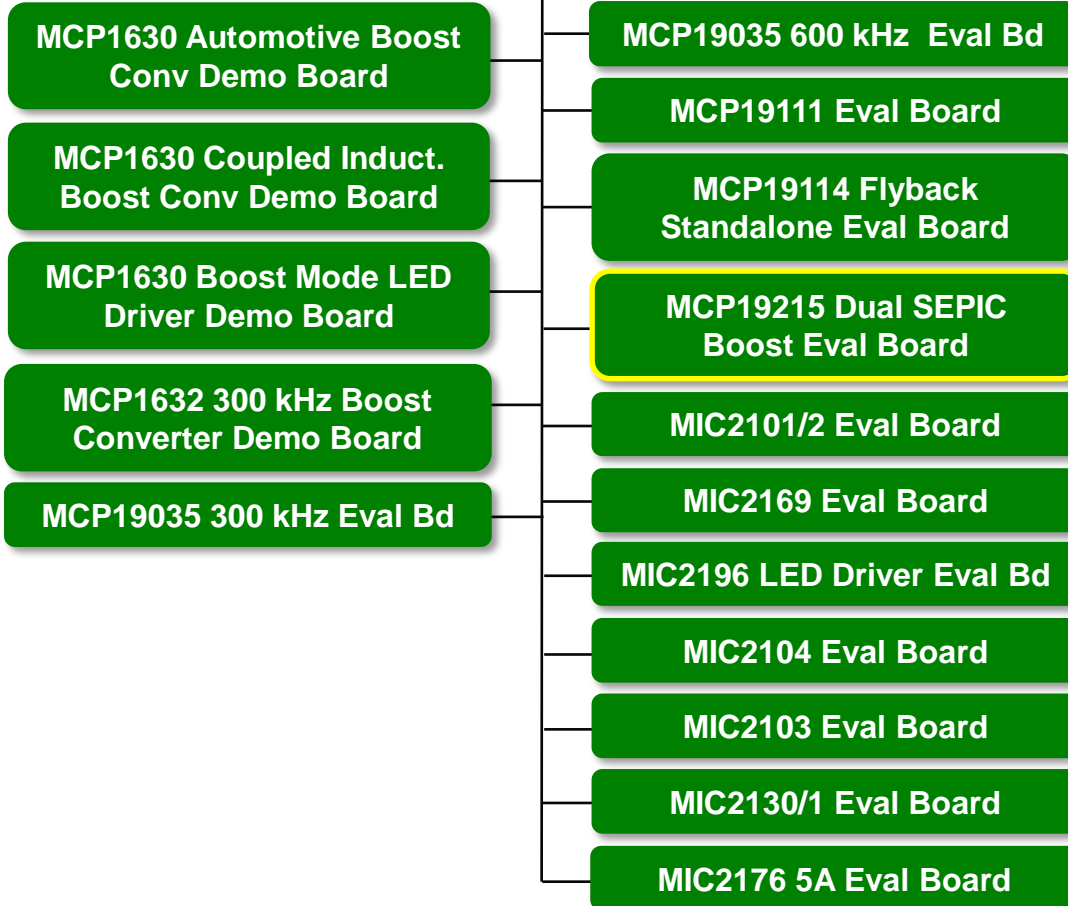 MCP1630 Automotive Boost
Conv Demo Board
MCP1630 Coupled Induct.
Boost Conv Demo Board
MCP1630 Boost Mode LED
Driver Demo Board
MCP1632 300 kHz Boost
Converter Demo Board
MCP19035 300 kHz Eval Bd
MCP19035 600 kHz Eval Bd
MCP19111 Eval Board
MCP19114 Flyback
Standalone Eval Board
MCP19215 Dual SEPIC
Boost Eval Board
MIC2101/2 Eval Board
MIC2169 Eval Board
MIC2196 LED Driver Eval Bd
MIC2104 Eval Board
MIC2103 Eval Board
MIC2130/1 Eval Board
MIC2176 5A Eval Board